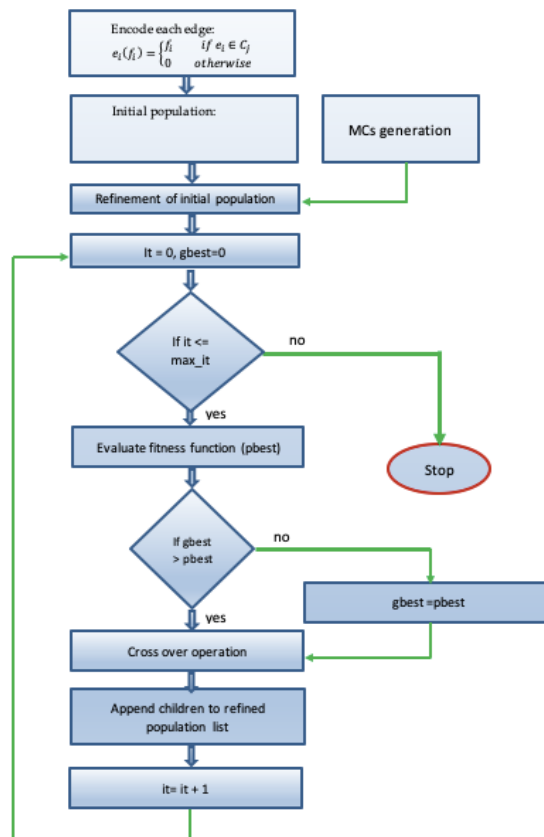 Encode each edge:
e_i(f_i) = { f_i if e_i ∈ C_j
0 otherwise
Initial population:
MCs generation
Refinement of initial population
It = 0, gbest=0
If it <=
max_it
no
yes
Evaluate fitness function (pbest)
Stop
If gbest
> pbest
no
yes
gbest =pbest
Cross over operation
Append children to refined
population list
it= it + 1